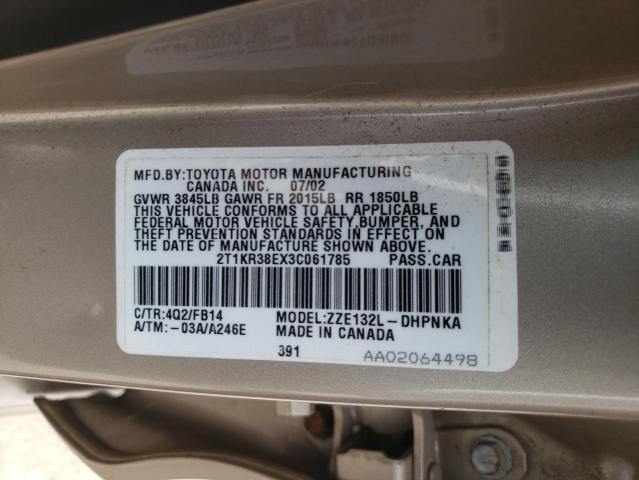 MFD.BY:TOYOTA MOTOR MANUFACTURING
CANADA INC. 07/02
GVWR 3845LB GAWR FR 2015LB RR 1850LB
THIS VEHICLE CONFORMS TO ALL APPLICABLE
FEDERAL MOTOR VEHICLE SAFETY,BUMPER, AND
THEFT PREVENTION STANDARDS IN EFFECT ON
THE DATE OF MANUFACTURE SHOWN ABOVE.
2T1KR38EX3C061785 PASS.CAR
C/TR:4Q2/FB14 MODEL:ZZE132L-DHPNKA
A/TM:-03A/A246E MADE IN CANADA
391 AA02064498